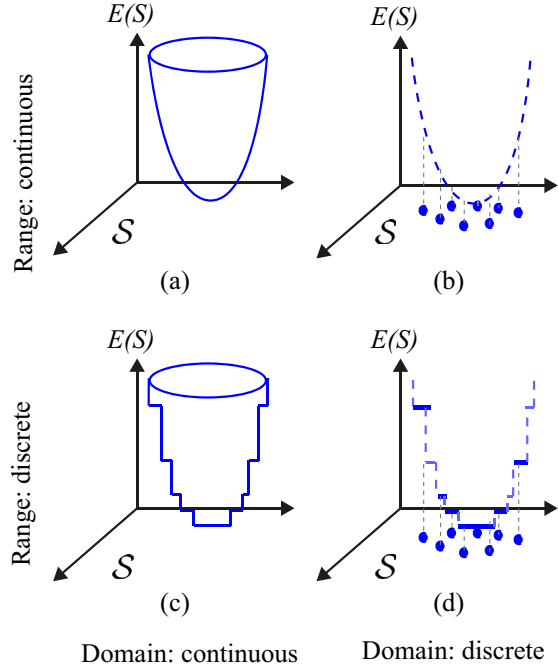 E(S)
E(S)
Range: continuous
S
S
(a)
(b)
E(S)
E(S)
Range: discrete
S
S
(c)
(d)
Domain: continuous
Domain: discrete